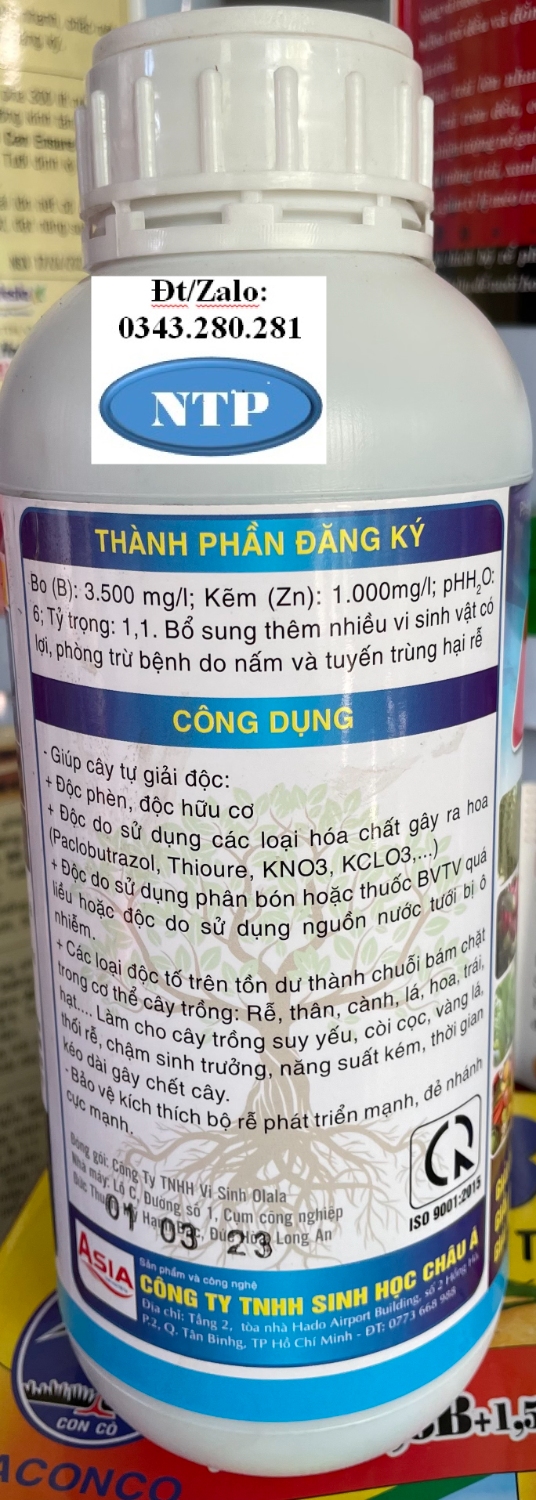 Đt/Zalo:
0343.280.281
NTP
THÀNH PHẦN ĐĂNG KÝ
Bo (B): 3.500 mg/l; Kẽm (Zn): 1.000mg/l; pHH₂O:
6; Tỷ trọng: 1,1. Bổ sung thêm nhiều vi sinh vật có
lợi, phòng trừ bệnh do nấm và tuyến trùng hại rễ
CÔNG DỤNG
- Giúp cây tự giải độc:
+ Độc phèn, độc hữu cơ
+ Độc do sử dụng các loại hóa chất gây ra hoa
(Paclobutrazol, Thioure, KNO3, KCLO3,...)
+ Độc do sử dụng phân bón hoặc thuốc BVTV quá
liều hoặc độc do sử dụng nguồn nước tưới bị ô
nhiễm.
+ Các loại độc tố trên tồn dư thành chuỗi bám chặt
trong cơ thể cây trồng: Rễ, thân, cành, lá, hoa, trái,
hạt.... Làm cho cây trồng suy yếu, còi cọc, vàng lá,
thối rễ, chậm sinh trưởng, năng suất kém, thời gian
kéo dài gây chết cây.
- Bảo vệ kích thích bộ rễ phát triển mạnh, đẻ nhánh
cực mạnh.
Đóng gói: Công Ty TNHH Vi Sinh Olala
Nhà máy: Lô C, Đường số 1, Cụm công nghiệp
Đức Hòa Long An
01 03 23
ISO 9001:2015
ASIA
Sản phẩm và công nghệ
CÔNG TY TNHH SINH HỌC CHÂU Á
Địa chỉ: Tầng 2, tòa nhà Hado Airport Building, số 2 Hồng Hà,
P.2, Q. Tân Binhg, TP Hồ Chí Minh - ĐT: 0773 668 988
CON CÒ
ACONCO
B+1,5